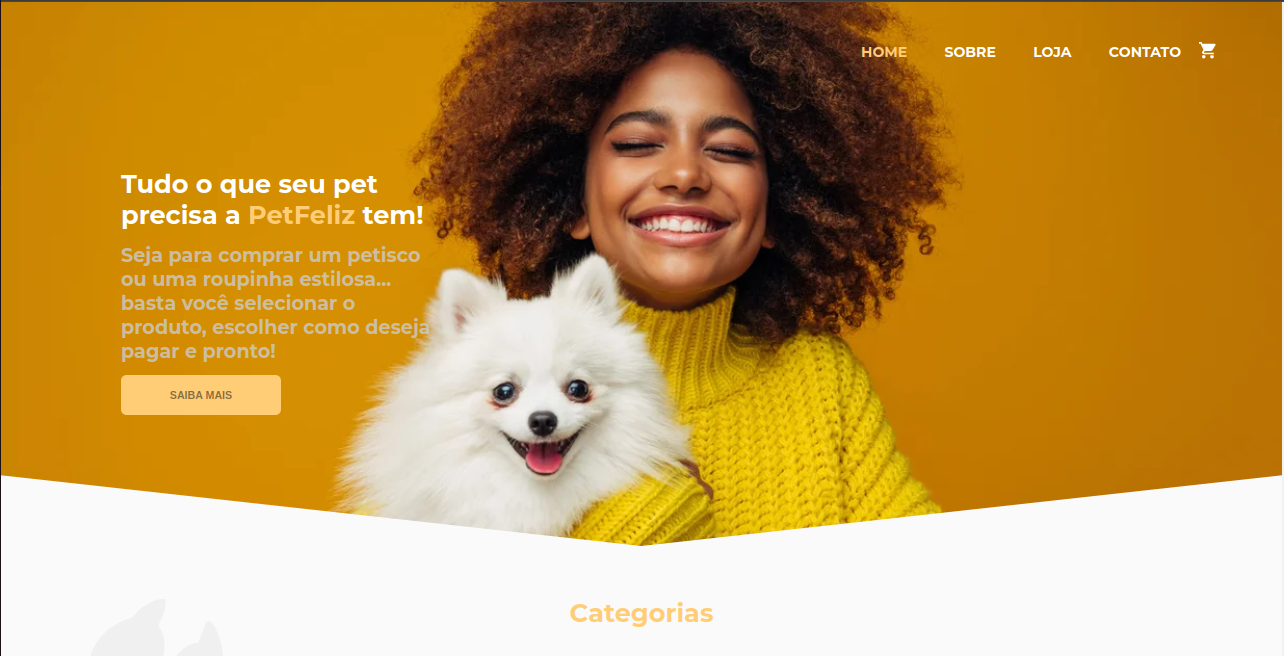 HOME SOBRE LOJA CONTATO
Tudo o que seu pet
precisa a PetFeliz tem!
Seja para comprar um petisco
ou uma roupinha estilosa...
basta você selecionar o
produto, escolher como deseja
pagar e pronto!
SAIBA MAIS
Categorias